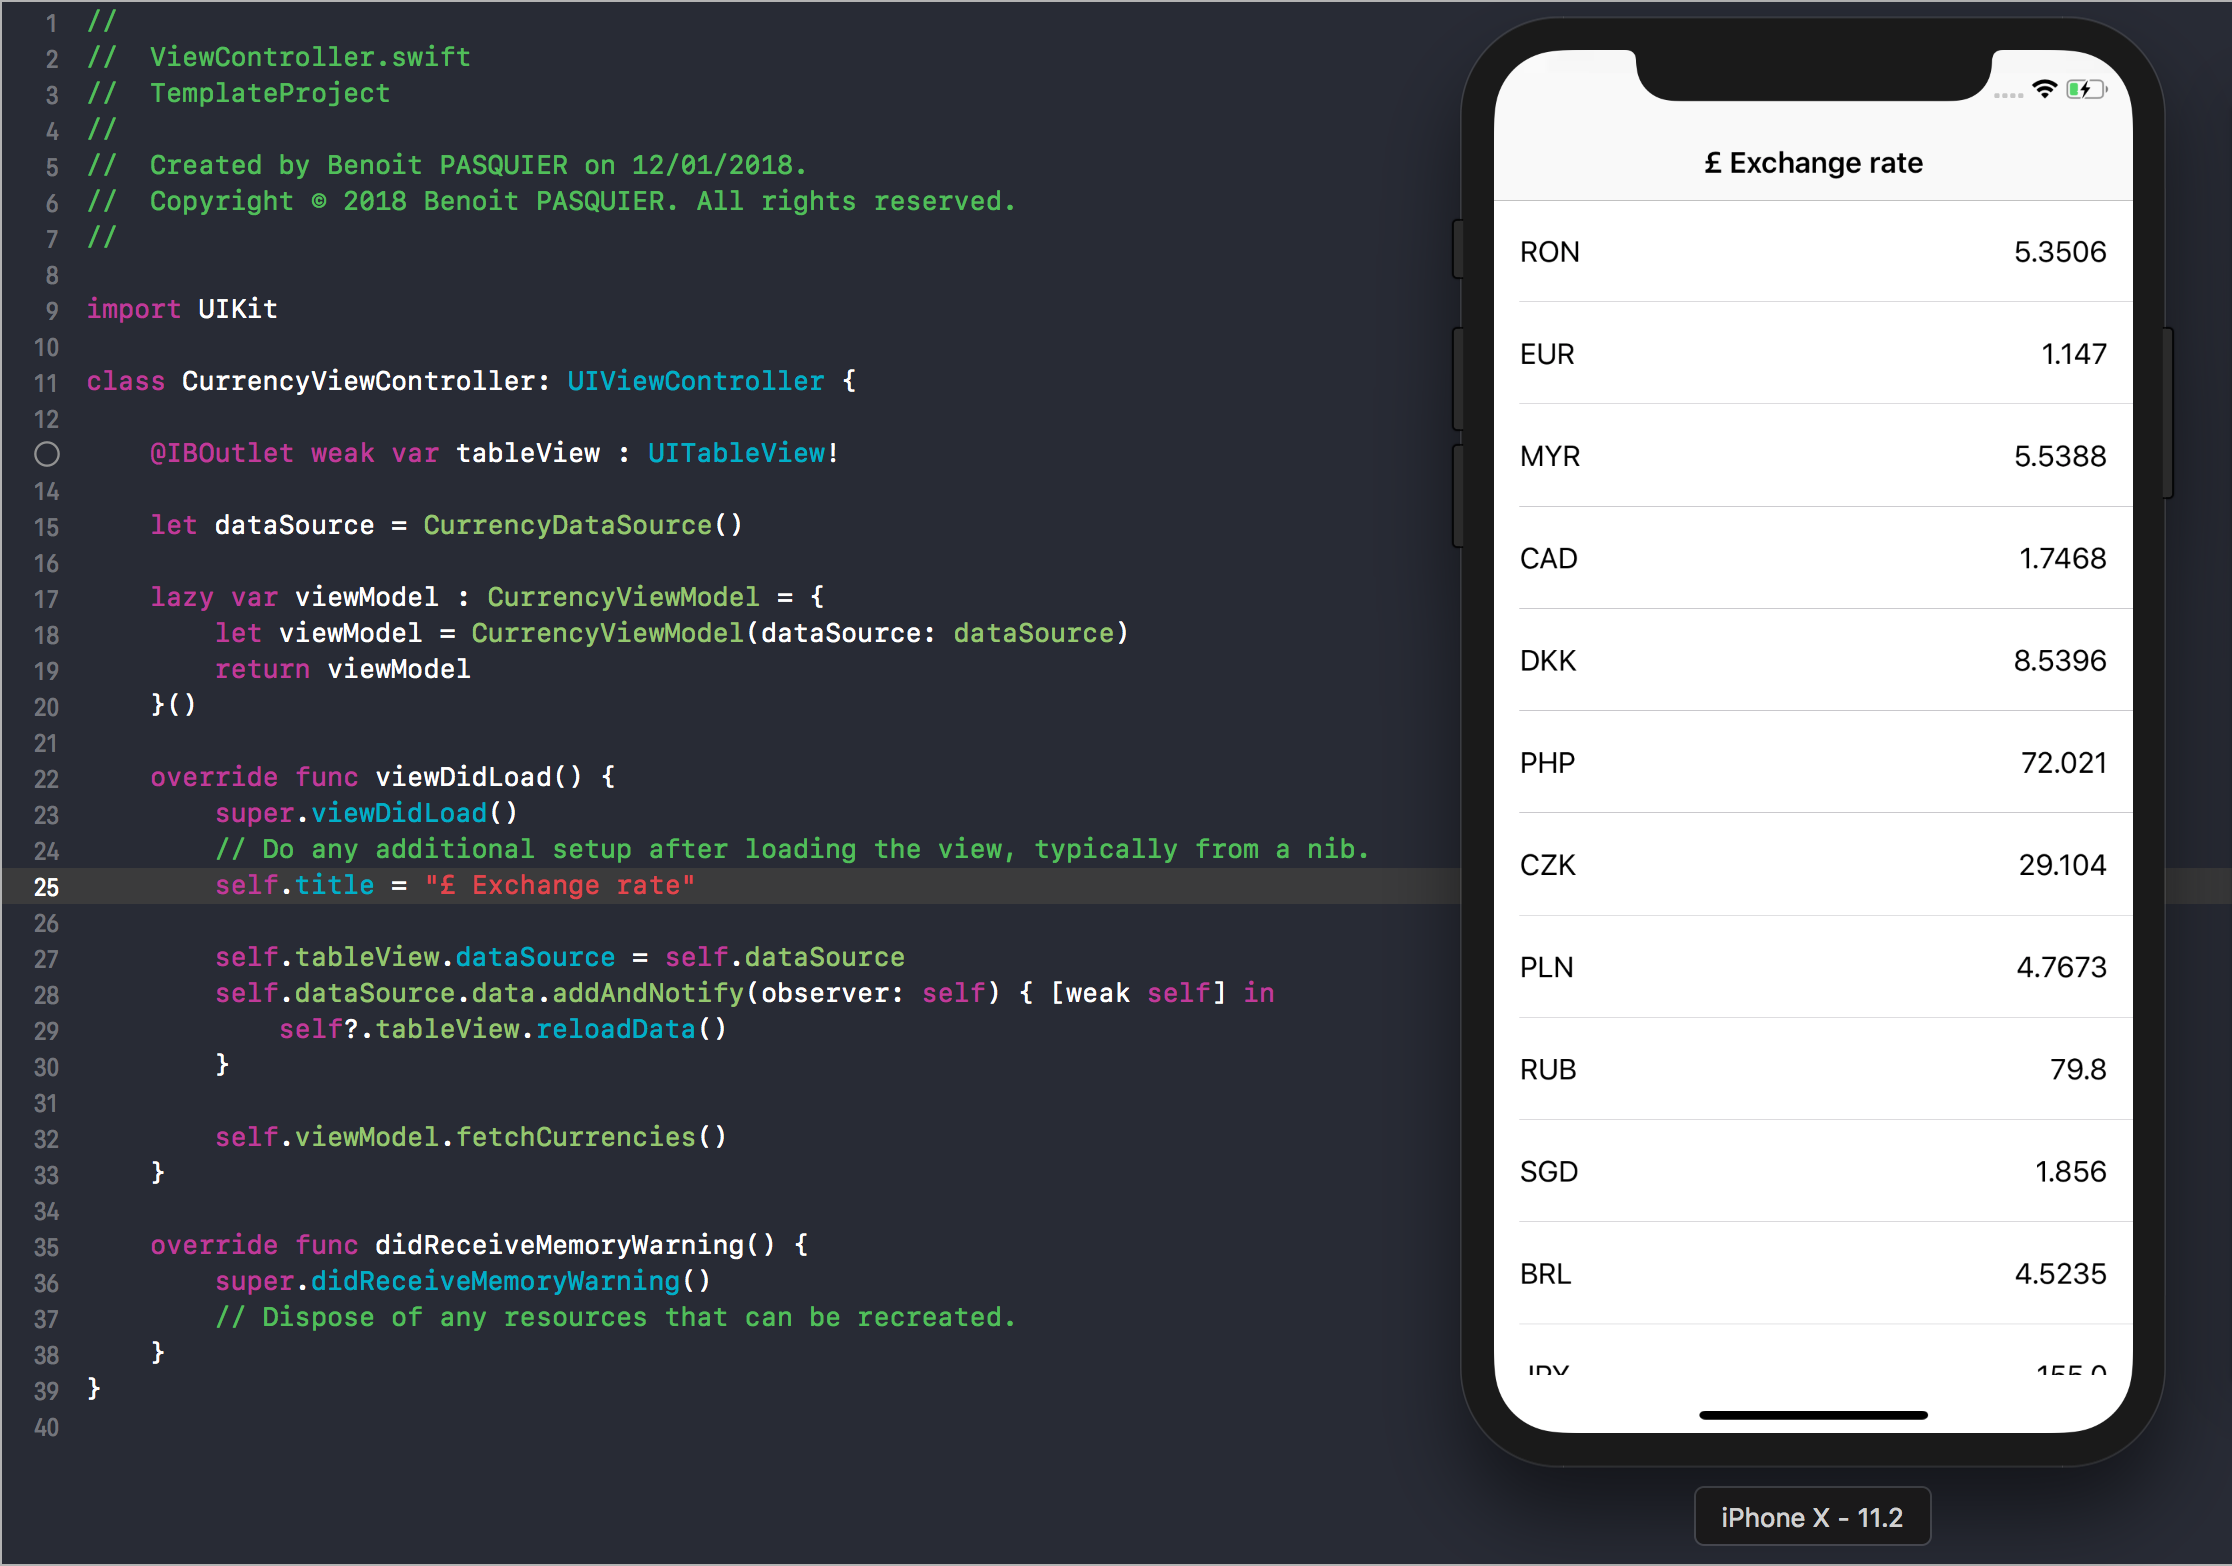 1 //
2 //  ViewController.swift
3 //  TemplateProject
4 //
5 //  Created by Benoit PASQUIER on 12/01/2018.
6 //  Copyright © 2018 Benoit PASQUIER. All rights reserved.
7 //
8
9 import UIKit
10
11 class CurrencyViewController: UIViewController {
12
@IBOutlet weak var tableView : UITableView!
14
15     let dataSource = CurrencyDataSource()
16
17     lazy var viewModel : CurrencyViewModel = {
18         let viewModel = CurrencyViewModel(dataSource: dataSource)
19         return viewModel
20     }()
21
22     override func viewDidLoad() {
23         super.viewDidLoad()
24         // Do any additional setup after loading the view, typically from a nib.
25         self.title = "£ Exchange rate"
26
27         self.tableView.dataSource = self.dataSource
28         self.dataSource.data.addAndNotify(observer: self) { [weak self] in
29             self?.tableView.reloadData()
30         }
31
32         self.viewModel.fetchCurrencies()
33     }
34
35     override func didReceiveMemoryWarning() {
36         super.didReceiveMemoryWarning()
37         // Dispose of any resources that can be recreated.
38     }
39 }
40
£ Exchange rate
RON 5.3506
EUR 1.147
MYR 5.5388
CAD 1.7468
DKK 8.5396
PHP 72.021
CZK 29.104
PLN 4.7673
RUB 79.8
SGD 1.856
BRL 4.5235
JPY 155.0
iPhone X - 11.2